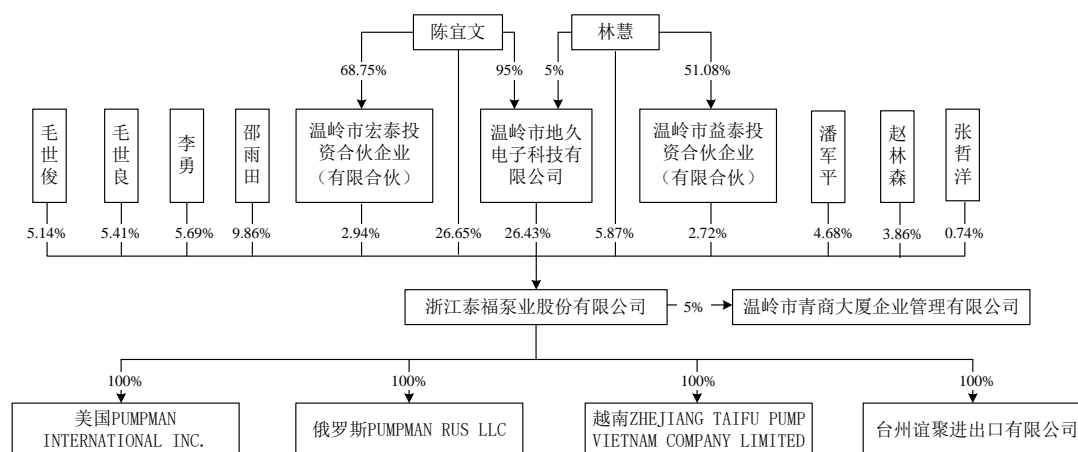 陈宜文
林慧
68.75%
95%
5%
51.08%
毛世俊
毛世良
李勇
邵雨田
温岭市宏泰投
资合伙企业
（有限合伙）
温岭市地久
电子科技有
限公司
温岭市益泰投
资合伙企业
（有限合伙）
潘军平
赵林森
张哲洋
5.14%
5.41%
5.69%
9.86%
2.94%
26.65%
26.43%
5.87%
2.72%
4.68%
3.86%
0.74%
浙江泰福泵业股份有限公司
5%
温岭市青商大厦企业管理有限公司
100%
100%
100%
100%
美国PUMPMAN
INTERNATIONAL INC.
俄罗斯PUMPMAN RUS LLC
越南ZHEJIANG TAIFU PUMP
VIETNAM COMPANY LIMITED
台州谊聚进出口有限公司